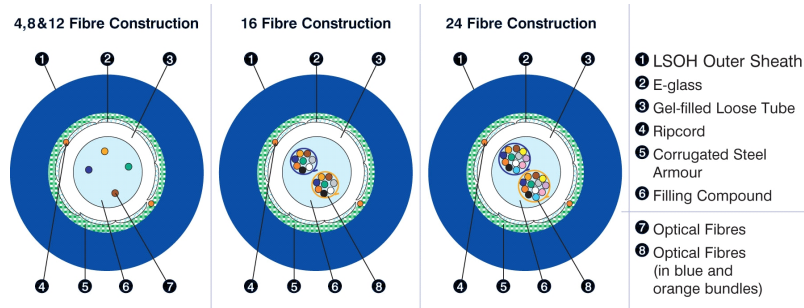 4,8&12 Fibre Construction
1 2 3
4 5 6 7
16 Fibre Construction
1 2 3
4 5 6 8
24 Fibre Construction
1 2 3
4 5 6 8
1 LSOH Outer Sheath
2 E-glass
3 Gel-filled Loose Tube
4 Ripcord
5 Corrugated Steel
Armour
6 Filling Compound
7 Optical Fibres
8 Optical Fibres
(in blue and
orange bundles)